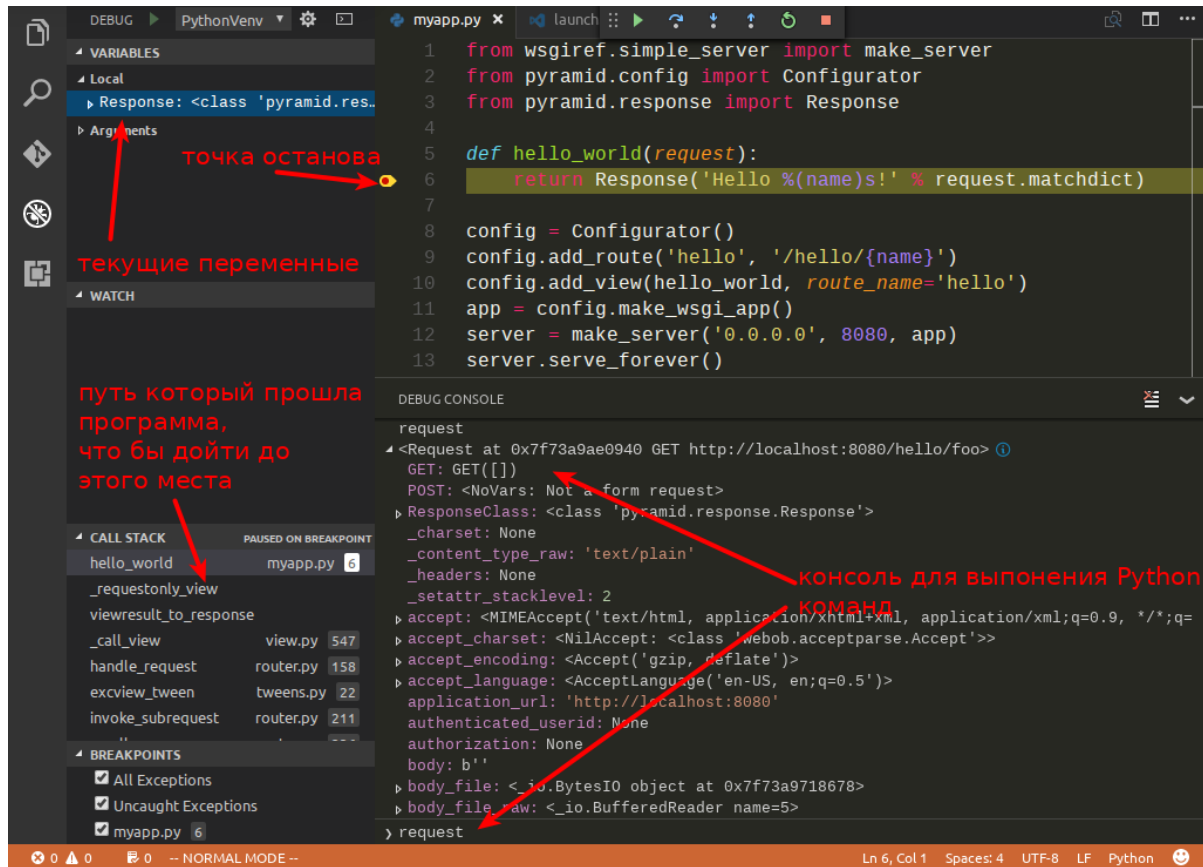 DEBUG PythonVenv
VARIABLES
Local
Response: <class 'pyramid.res…
Arguments
точка останова
текущие переменные
WATCH
путь который прошла
программа,
что бы дойти до
этого места
CALL STACK PAUSED ON BREAKPOINT
hello_world myapp.py 6
_requestonly_view
viewresult_to_response
_call_view view.py 547
handle_request router.py 158
excview_tween tweens.py 22
invoke_subrequest router.py 211
BREAKPOINTS
All Exceptions
Uncaught Exceptions
myapp.py 6
myapp.py launch
1 from wsgiref.simple_server import make_server
2 from pyramid.config import Configurator
3 from pyramid.response import Response
4
5 def hello_world(request):
6 return Response('Hello %(name)s!' % request.matchdict)
7
8 config = Configurator()
9 config.add_route('hello', '/hello/{name}')
10 config.add_view(hello_world, route_name='hello')
11 app = config.make_wsgi_app()
12 server = make_server('0.0.0.0', 8080, app)
13 server.serve_forever()
DEBUG CONSOLE
request
<Request at 0x7f73a9ae0940 GET http://localhost:8080/hello/foo>
GET: GET([])
POST: <NoVars: Not a form request>
ResponseClass: <class 'pyramid.response.Response'>
_charset: None
_content_type_raw: 'text/plain'
_headers: None
_setattr_stacklevel: 2
консоль для выпонения Python
команд
accept: <MIMEAccept('text/html, application/xhtml+xml, application/xml;q=0.9, */*;q=
accept_charset: <NilAccept: <class 'webob.acceptparse.Accept'>>
accept_encoding: <Accept('gzip, deflate')>
accept_language: <AcceptLanguage('en-US, en;q=0.5')>
application_url: 'http://localhost:8080'
authenticated_userid: None
authorization: None
body: b''
body_file: <_io.BytesIO object at 0x7f73a9718678>
body_file_raw: <_io.BufferedReader name=5>
request
0 0 0 -- NORMAL MODE -- Ln 6, Col 1 Spaces: 4 UTF-8 LF Python